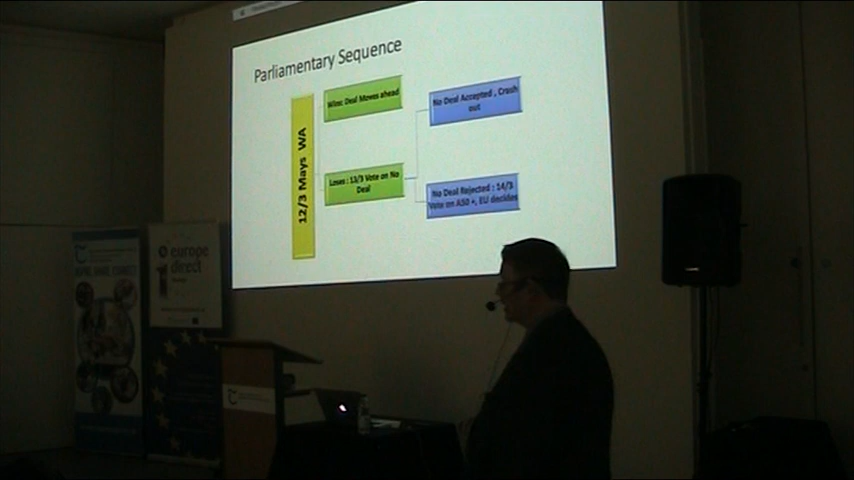 Parliamentary Sequence
12/3 Mays WA
Wins: Deal Moves ahead
Loses : 13/3 Vote on No
Deal
No Deal Accepted , Crash
out
No Deal Rejected : 14/3
Vote on A50 +, EU decides
europe
direct